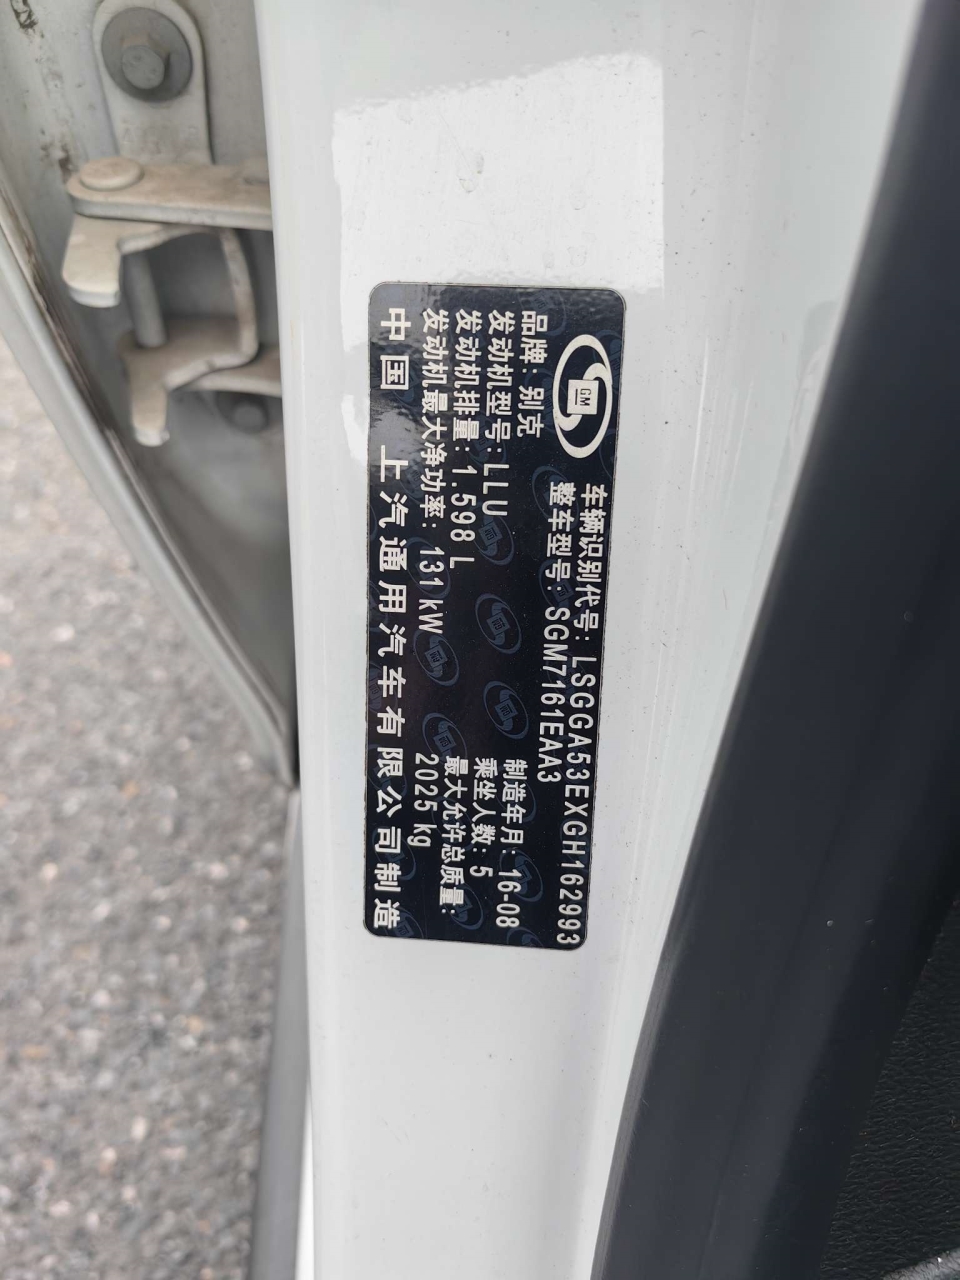 GM
车辆识别代号: LSGGA53EXGH162993
整车型号: SGM7161EAA3
品牌: 别克
制造年月: 16-08
发动机型号: LLU
乘坐人数: 5
发动机排量: 1.598 L
最大允许总质量:
发动机最大净功率: 131 kW
2025 kg
中国 上汽通用汽车有限公司制造